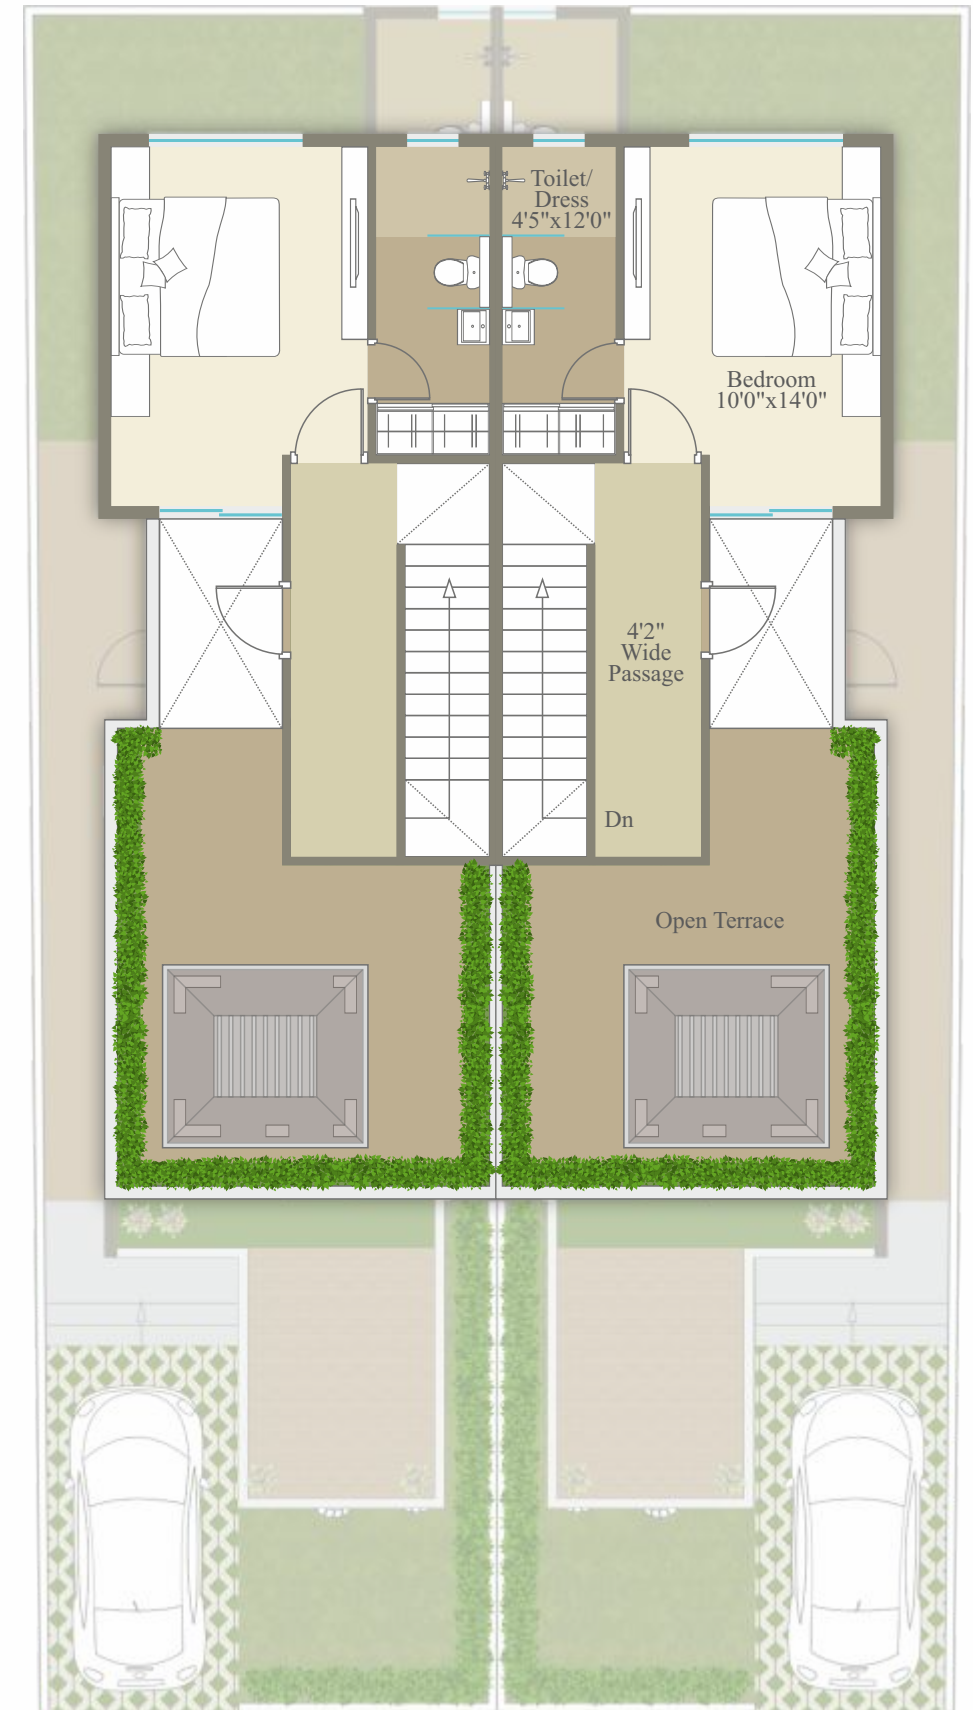 Toilet/
Dress
4'5"x12'0"
Bedroom
10'0"x14'0"
4'2"
Wide
Passage
Dn
Open Terrace